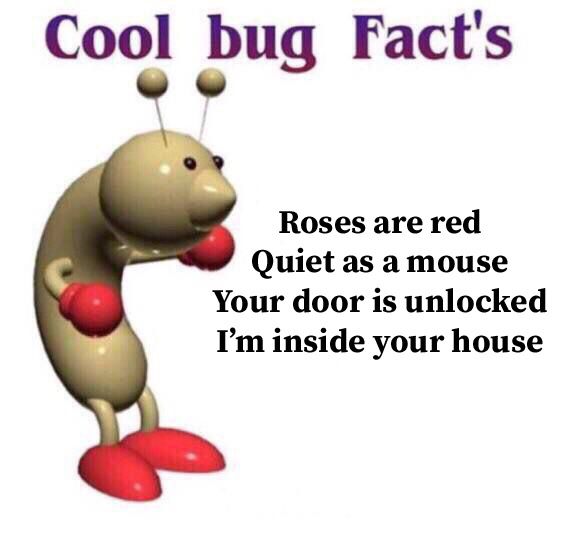 Cool bug Fact's
Roses are red
Quiet as a mouse
Your door is unlocked
I’m inside your house